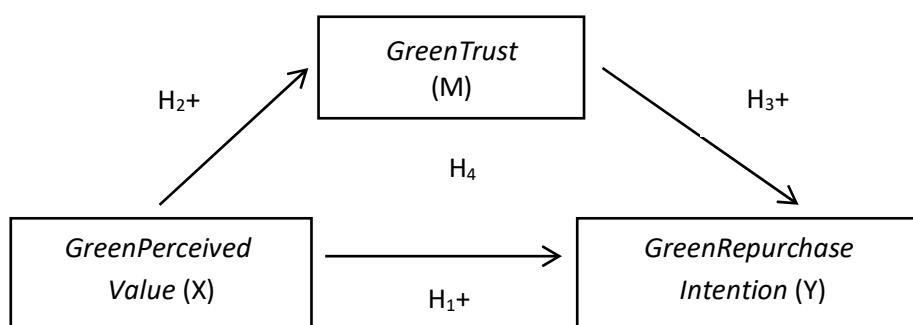 GreenTrust
(M)
H₂+
H₃+
H₄
GreenPerceived
Value (X)
GreenRepurchase
Intention (Y)
H₁+